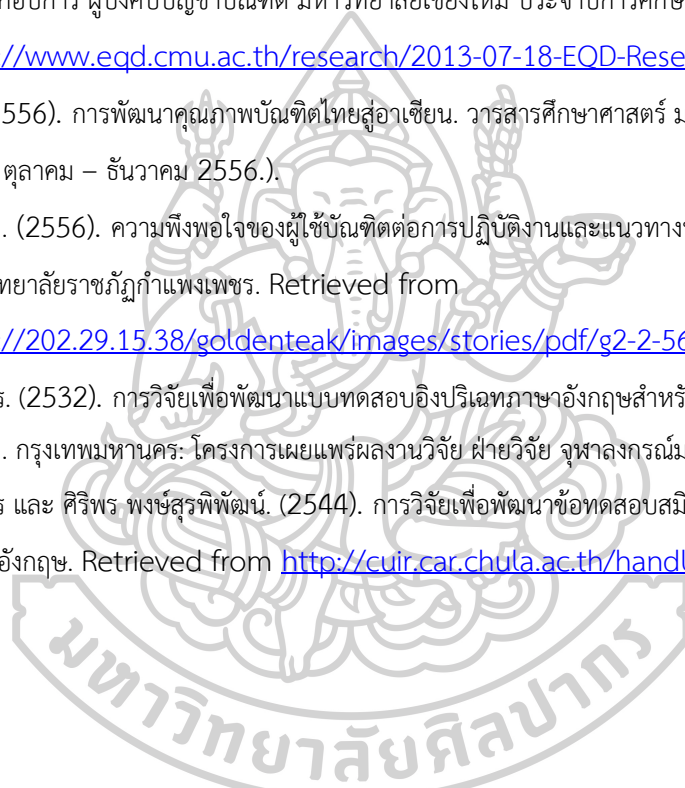 ผู้บังคับบัญชาบัณฑิต มหาวิทยาลัยเชียงใหม่ ประจำปีการศึกษ
://www.eqd.cmu.ac.th/research/2013-07-18-EQD-Rese
556). การพัฒนาคุณภาพบัณฑิตไทยสู่อาเซียน. วารสารศึกษาศาสตร์ ม
ตุลาคม – ธันวาคม 2556.).
. (2556). ความพึงพอใจของผู้ใช้บัณฑิตต่อการปฏิบัติงานและแนวทาง
ทยาลัยราชภัฏกำแพงเพชร. Retrieved from
://202.29.15.38/goldenteak/images/stories/pdf/g2-2-56
ร. (2532). การวิจัยเพื่อพัฒนาแบบทดสอบอิงปริเฉทภาษาอังกฤษสำหรั
. กรุงเทพมหานคร: โครงการเผยแพร่ผลงานวิจัย ฝ่ายวิจัย จุฬาลงกรณ์ม
ร และ ศิริพร พงษ์สุรพิพัฒน์. (2544). การวิจัยเพื่อพัฒนาข้อทดสอบสมิ
อังกฤษ. Retrieved from http://cuir.car.chula.ac.th/handl
มหาวิทยาลัยศิลปากร